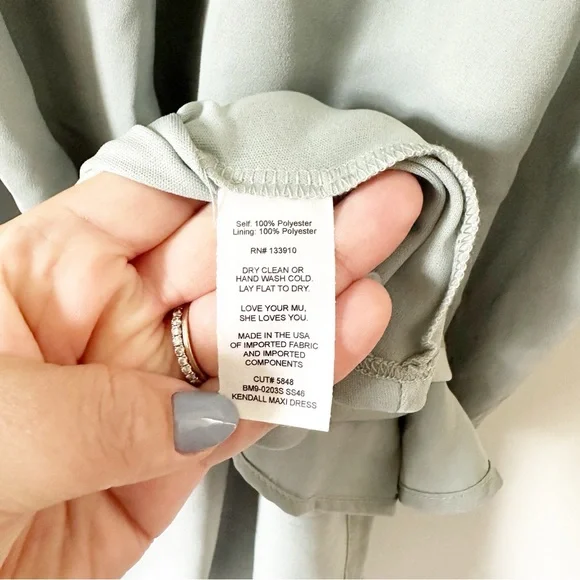 Self: 100% Polyester
Lining: 100% Polyester
RN# 133910
DRY CLEAN OR
HAND WASH COLD.
LAY FLAT TO DRY.
LOVE YOUR MU,
SHE LOVES YOU.
MADE IN THE USA
OF IMPORTED FABRIC
AND IMPORTED
COMPONENTS
CUT# 5848
BM9-0203S SS46
KENDALL MAXI DRESS